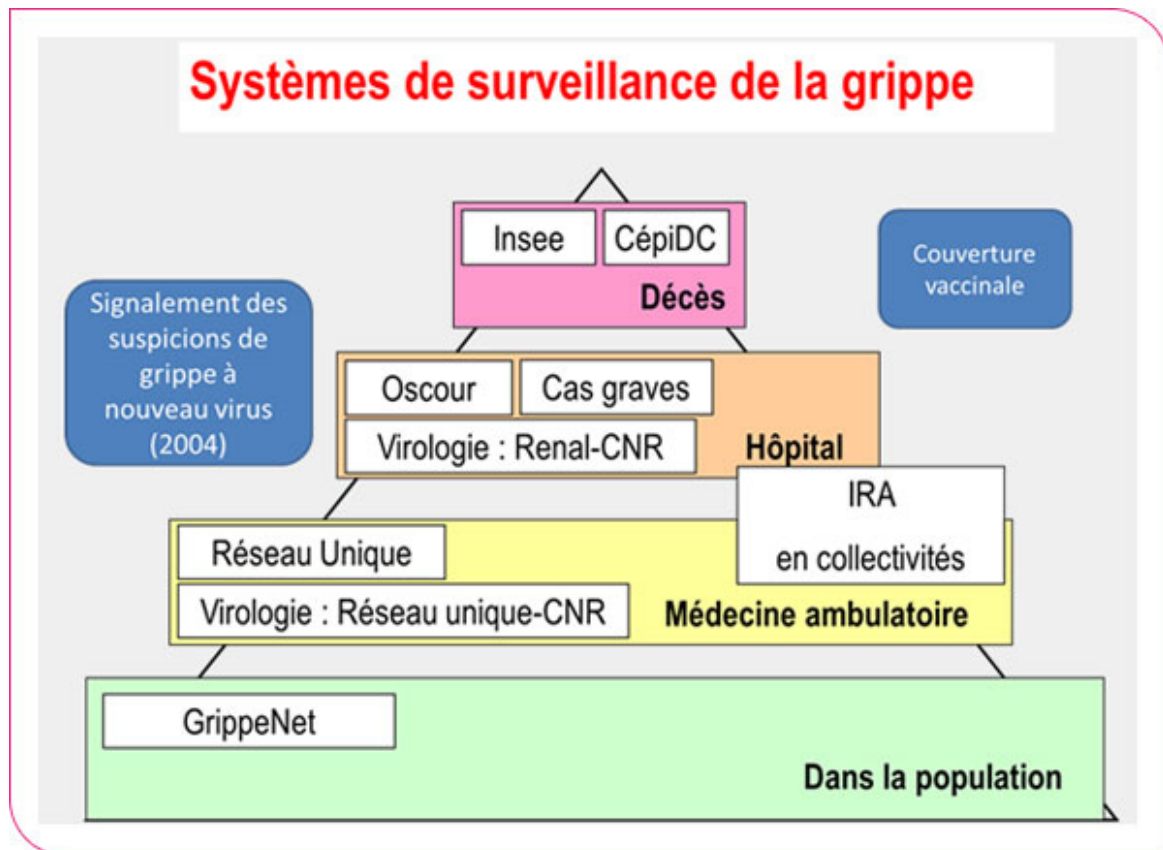 Systèmes de surveillance de la grippe
Insee
CépiDC
Décès
Couverture
vaccinale
Signalement des
suspicions de
grippe à
nouveau virus
(2004)
Oscour
Cas graves
Virologie : Renal-CNR
Hôpital
IRA
en collectivités
Réseau Unique
Virologie : Réseau unique-CNR
Médecine ambulatoire
GrippeNet
Dans la population